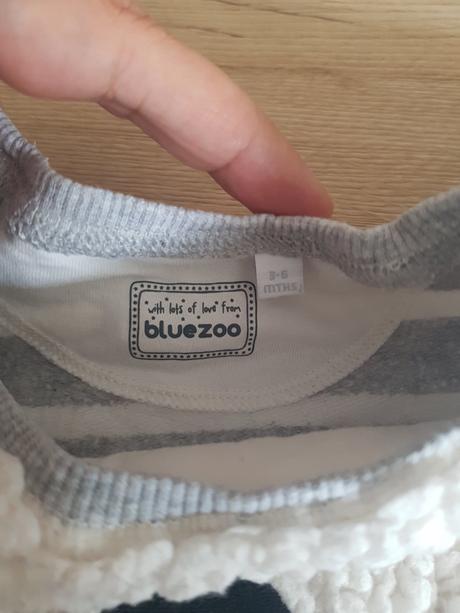 with lots of love from
bluezoo
3-6
MTHS